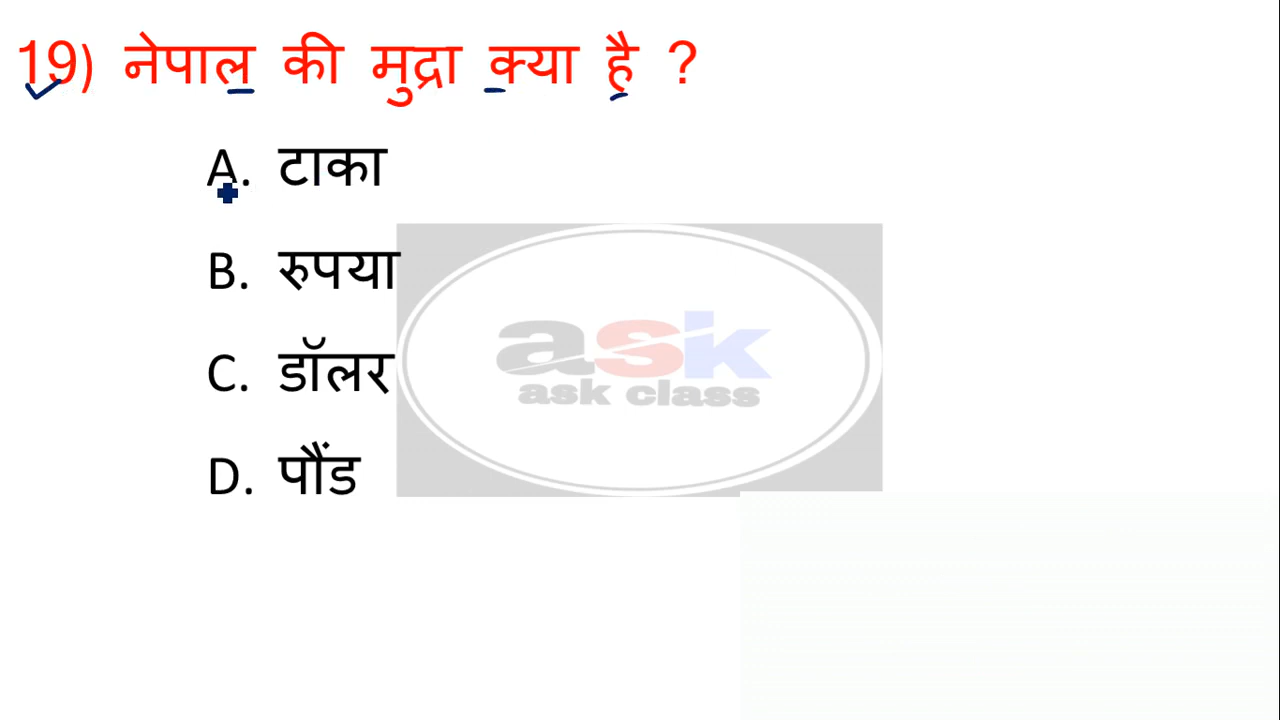 19) नेपाल की मुद्रा क्या है ?
A. टाका
B. रुपया
C. डॉलर
D. पौंड
ask
ask class